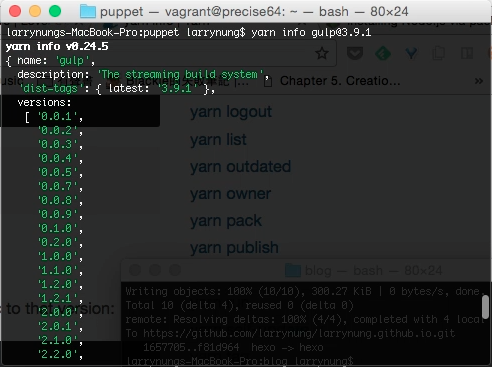 puppet — vagrant@precise64: ~ — bash — 80×24
larrynungs-MacBook-Pro:puppet larrynung$ yarn info gulp@3.9.1
yarn info v0.24.5
{ name: 'gulp',
description: 'The streaming build system',
'dist-tags': { latest: '3.9.1' },
versions:
[ '0.0.1',
'0.0.2',
'0.0.3',
'0.0.4',
'0.0.5',
'0.0.7',
'0.0.8',
'0.0.9',
'0.1.0',
'0.2.0',
'1.0.0',
'1.1.0',
'1.2.0',
'1.2.1',
'2.0.0',
'2.0.1',
'2.1.0',
'2.2.0',
Chapter 5. Creatio...
yarn logout
yarn list
yarn outdated
yarn owner
yarn pack
yarn publish
to that version:
blog — bash — 80×24
Writing objects: 100% (10/10), 300.27 KiB | 0 bytes/s, done.
Total 10 (delta 4), reused 0 (delta 0)
remote: Resolving deltas: 100% (4/4), completed with 4 local
To https://github.com/larrynung/larrynung.github.io.git
1657705..f81d964 hexo -> hexo
larrynungs-MacBook-Pro:blog larrynung$